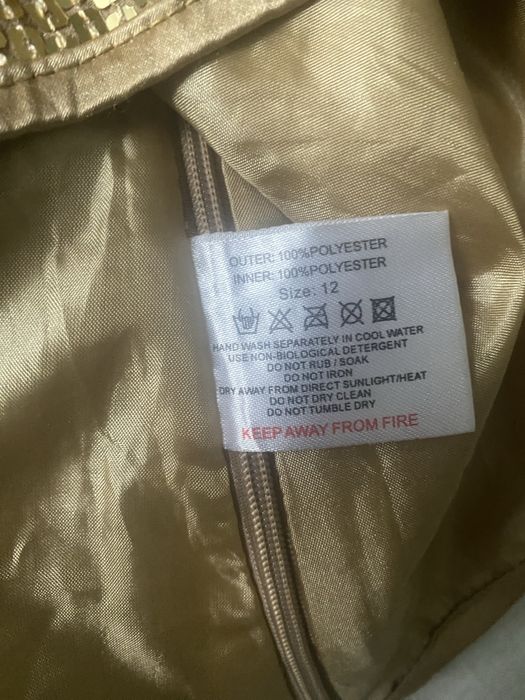 OUTER: 100%POLYESTER
INNER: 100%POLYESTER
Size: 12
HAND WASH SEPARATELY IN COOL WATER
USE NON-BIOLOGICAL DETERGENT
DO NOT RUB / SOAK
DO NOT IRON
DRY AWAY FROM DIRECT SUNLIGHT/HEAT
DO NOT DRY CLEAN
DO NOT TUMBLE DRY
KEEP AWAY FROM FIRE